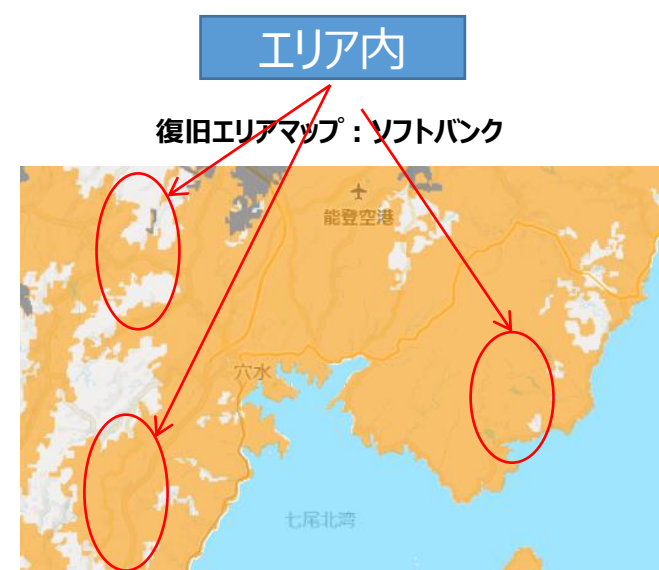 エリア内
復旧エリアマップ:ソフトバンク
能登空港
穴水
七尾北湾